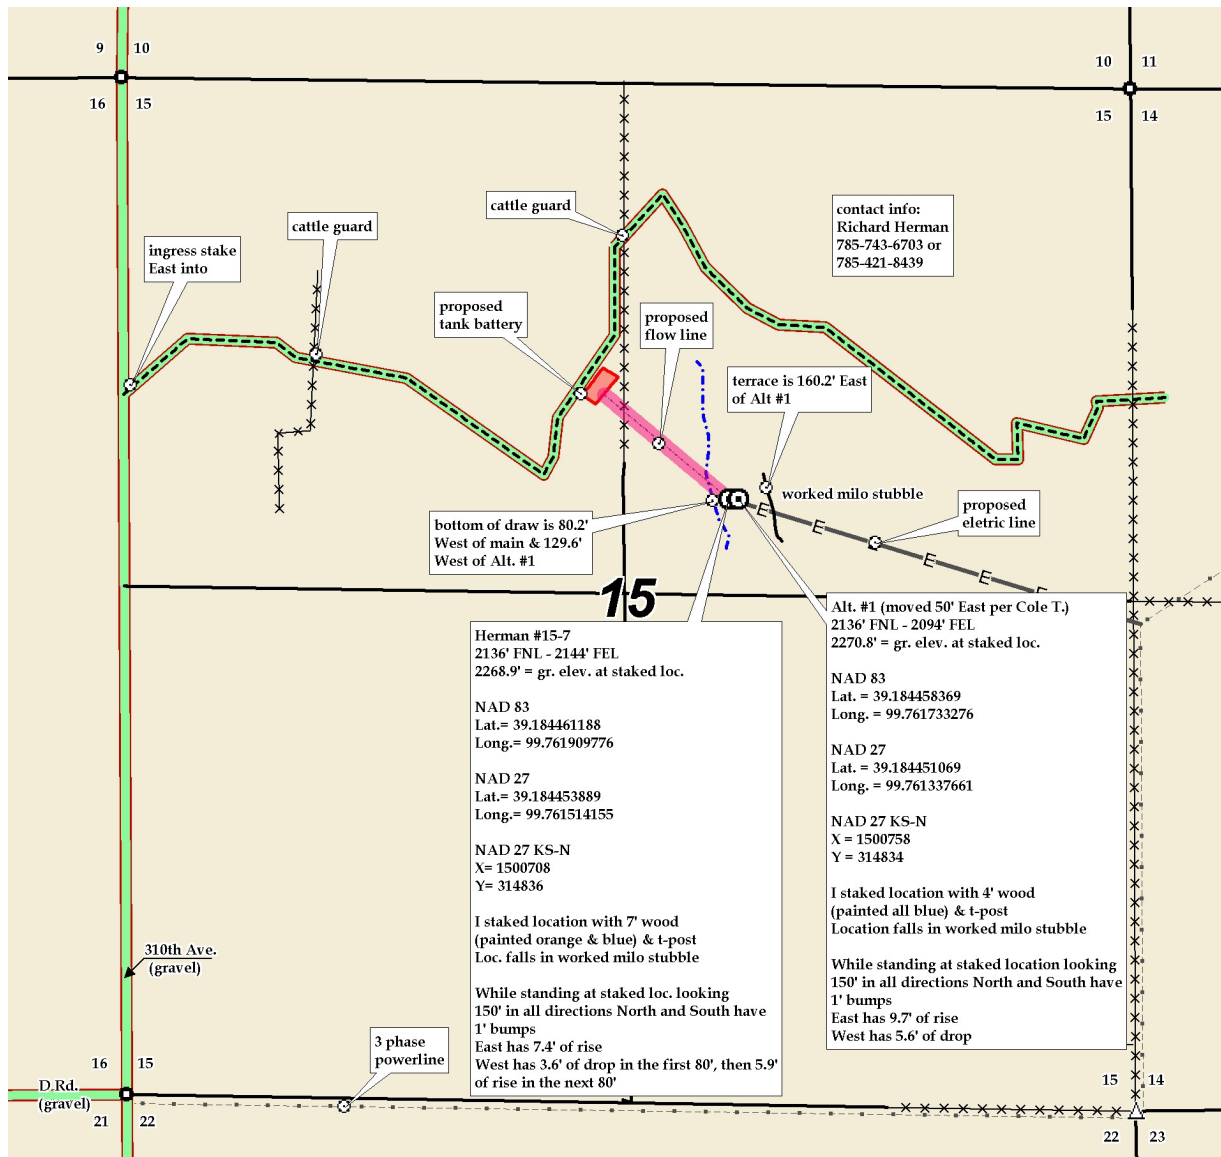 9 10
16 15
10 11
15 14
cattle guard
cattle guard
contact info:
Richard Herman
785-743-6703 or
785-421-8439
ingress stake
East into
proposed
tank battery
proposed
flow line
terrace is 160.2' East
of Alt #1
worked milo stubble
proposed
eletric line
bottom of draw is 80.2'
West of main & 129.6'
West of Alt. #1
E E E E E E
15
Herman #15-7
2136' FNL - 2144' FEL
2268.9' = gr. elev. at staked loc.
NAD 83
Lat.= 39.184461188
Long.= 99.761909776
NAD 27
Lat.= 39.184453889
Long.= 99.761514155
NAD 27 KS-N
X= 1500708
Y= 314836
I staked location with 7' wood
(painted orange & blue) & t-post
Loc. falls in worked milo stubble
While standing at staked loc. looking
150' in all directions North and South have
1' bumps
East has 7.4' of rise
West has 3.6' of drop in the first 80', then 5.9'
of rise in the next 80'
Alt. #1 (moved 50' East per Cole T.)
2136' FNL - 2094' FEL
2270.8' = gr. elev. at staked loc.
NAD 83
Lat. = 39.184458369
Long. = 99.761733276
NAD 27
Lat. = 39.184451069
Long. = 99.761337661
NAD 27 KS-N
X = 1500758
Y = 314834
I staked location with 4' wood
(painted all blue) & t-post
Location falls in worked milo stubble
While standing at staked location looking
150' in all directions North and South have
1' bumps
East has 9.7' of rise
West has 5.6' of drop
310th Ave.
(gravel)
3 phase
powerline
16 15
D Rd.
(gravel)
21 22
15 14
22 23